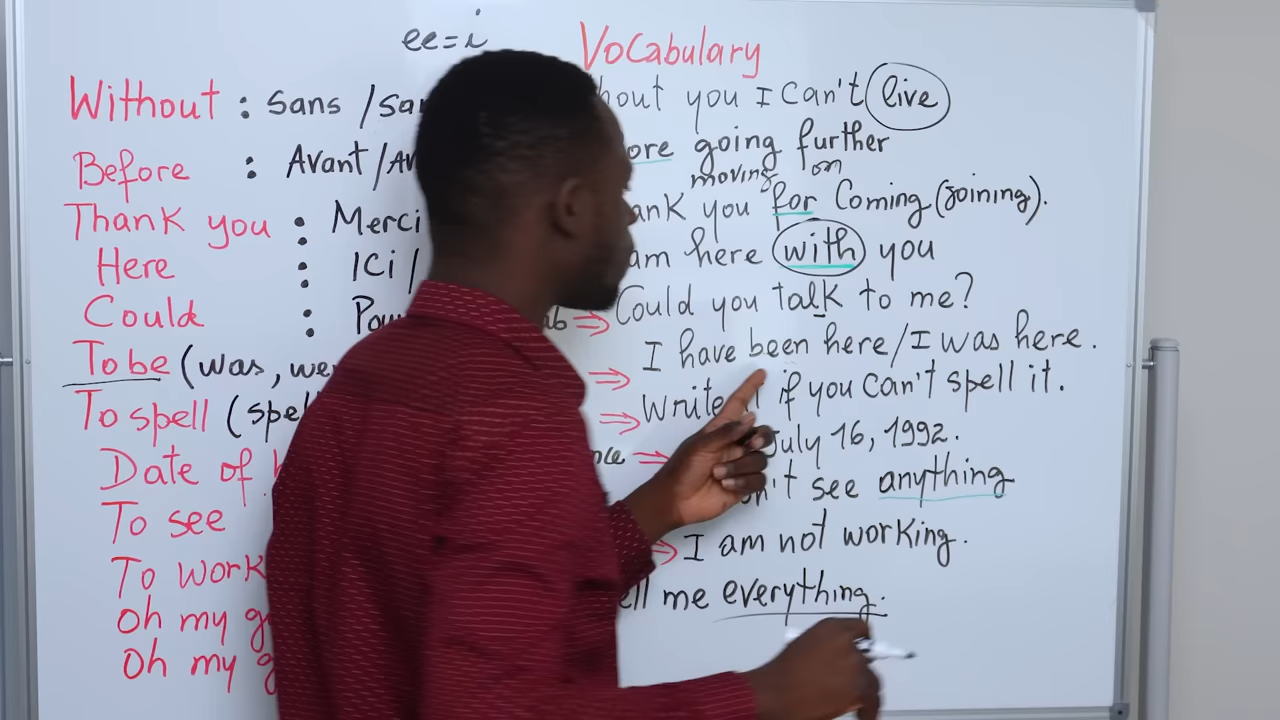 ee=i
Vocabulary
Without : Sans /sa
Before : Avant/Av
Thank you : Merci
Here : ICi /
Could : Pou
To be (was, we
To spell (spel
Date of
To see
To work
Oh my g
Oh my g
hout you I can't live
ore going further
moving on
ank you for Coming (joining).
am here with you
⇒ Could you talk to me?
⇒ I have been here/I was here.
⇒ Write if you can't spell it.
nce ⇒ July 16, 1992.
n't see anything
⇒ I am not working.
ell me everything.